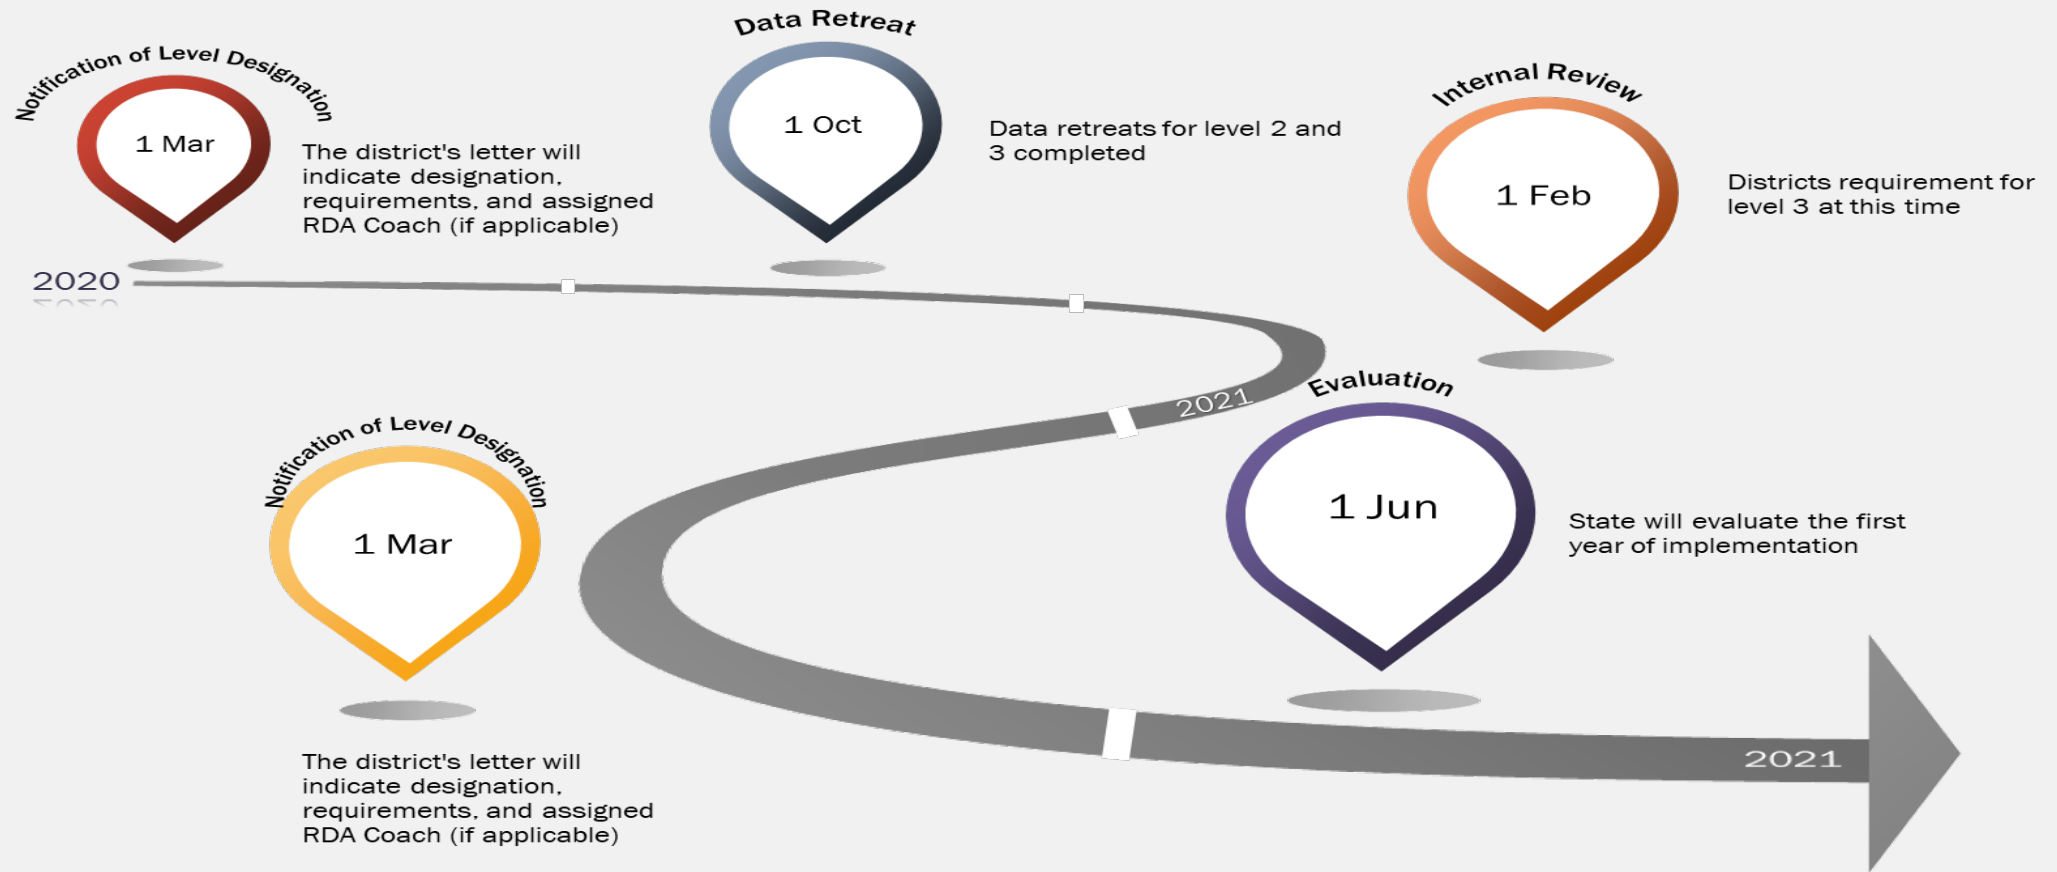 Notification of Level Designation
1 Mar
The district's letter will
indicate designation,
requirements, and assigned
RDA Coach (if applicable)
Data Retreat
1 Oct
Data retreats for level 2 and
3 completed
Internal Review
1 Feb
Districts requirement for
level 3 at this time
2020
2021
Notification of Level Designation
1 Mar
The district's letter will
indicate designation,
requirements, and assigned
RDA Coach (if applicable)
Evaluation
1 Jun
State will evaluate the first
year of implementation
2021